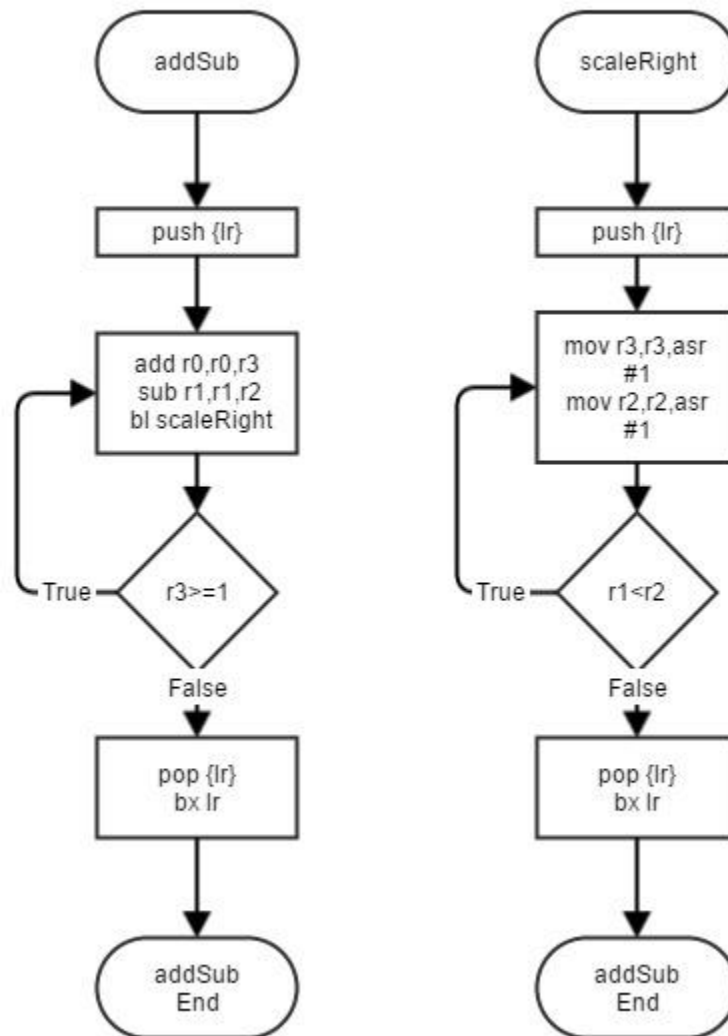 addSub
push {lr}
add r0,r0,r3
sub r1,r1,r2
bl scaleRight
True
r3>=1
False
pop {lr}
bx lr
addSub
End
scaleRight
push {lr}
mov r3,r3,asr
#1
mov r2,r2,asr
#1
True
r1<r2
False
pop {lr}
bx lr
addSub
End